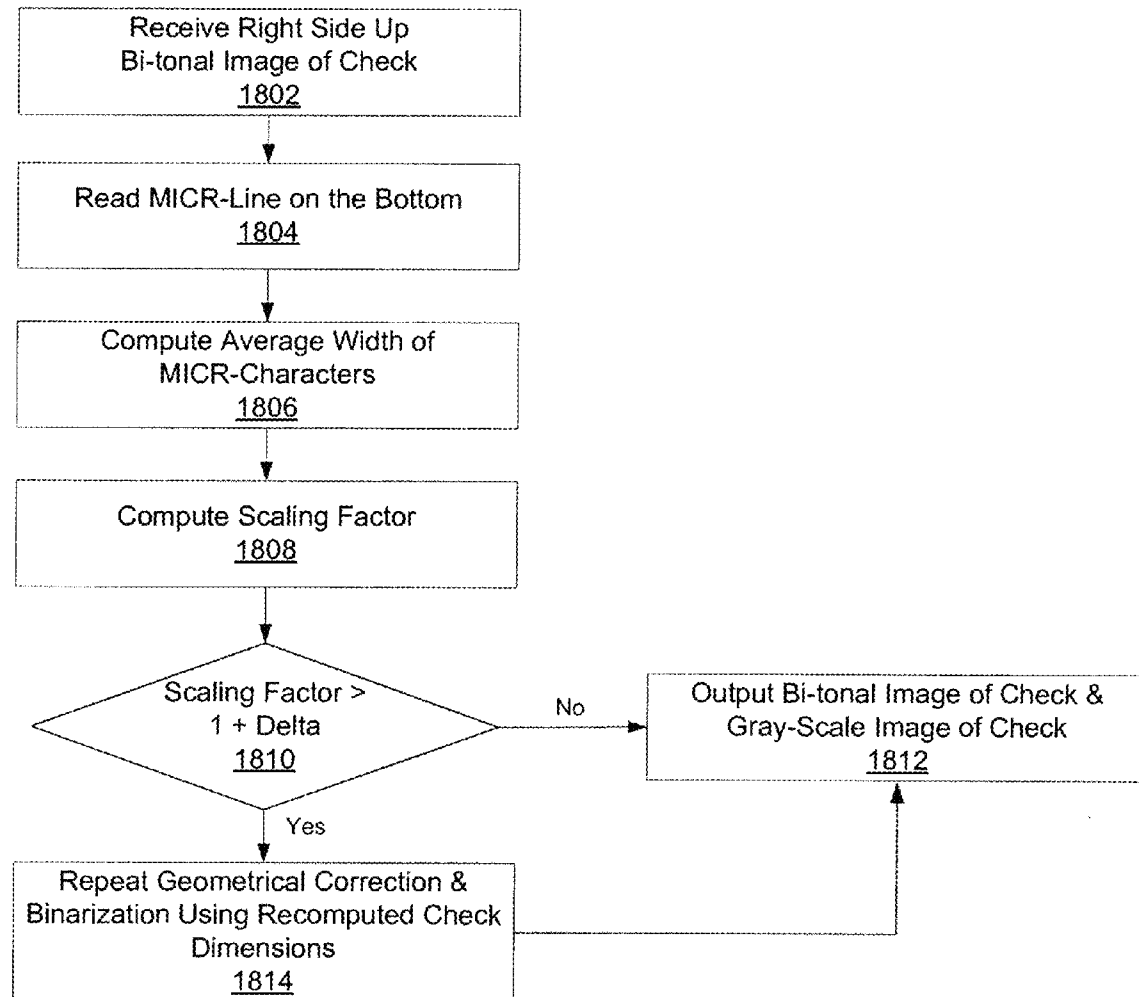 Receive Right Side Up
Bi-tonal Image of Check
1802
Read MICR-Line on the Bottom
1804
Compute Average Width of
MICR-Characters
1806
Compute Scaling Factor
1808
Scaling Factor >
1 + Delta
1810
No
Output Bi-tonal Image of Check &
Gray-Scale Image of Check
1812
Yes
Repeat Geometrical Correction &
Binarization Using Recomputed Check
Dimensions
1814